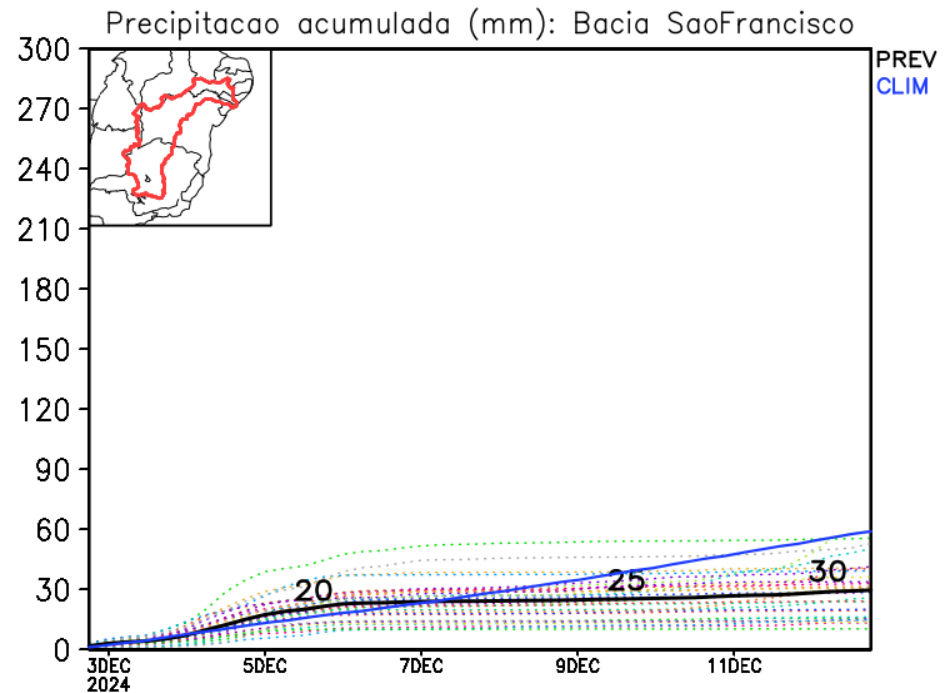 Precipitacao acumulada (mm): Bacia SaoFrancisco
PREV
CLIM
300
270
240
210
180
150
120
90
60
30
0
20
25
30
3DEC
2024
5DEC
7DEC
9DEC
11DEC